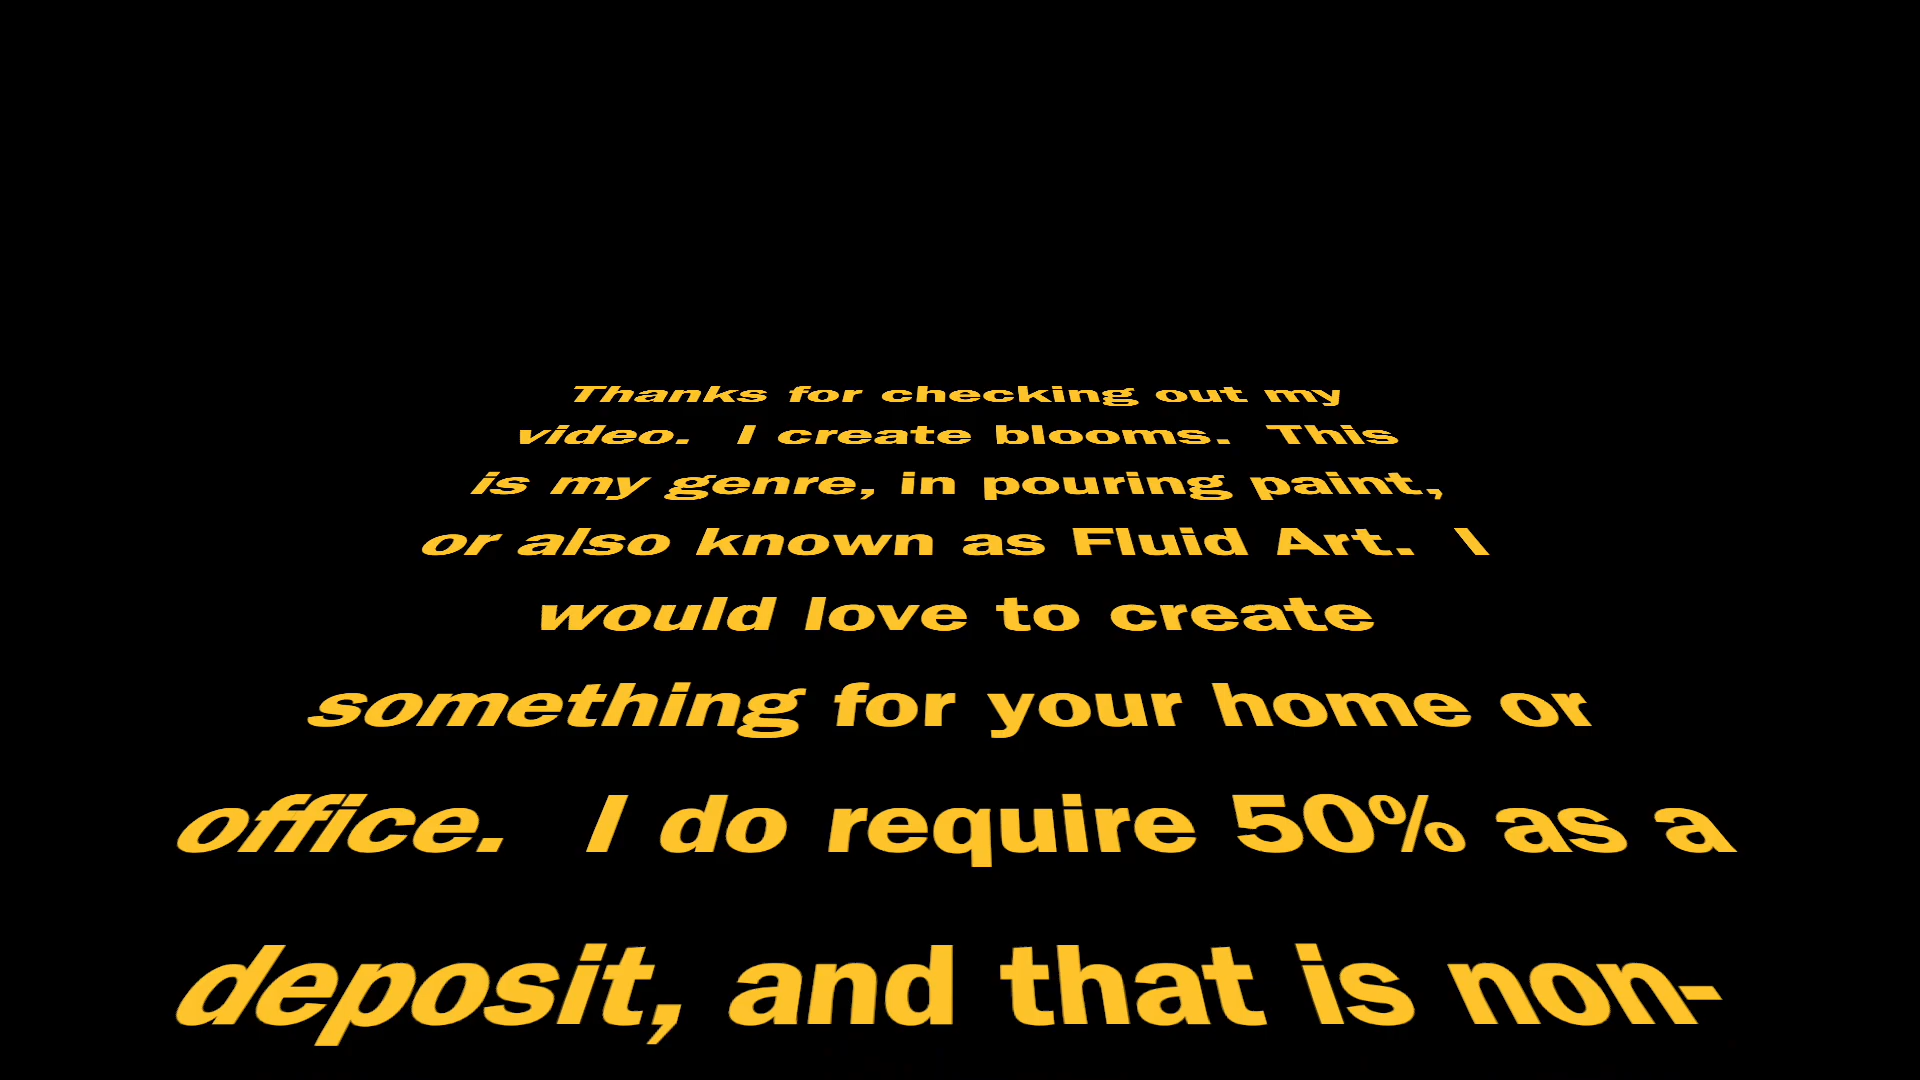 Thanks for checking out my
video.  I create blooms.  This
is my genre, in pouring paint,
or also known as Fluid Art.  I
would love to create
something for your home or
office.  I do require 50% as a
deposit, and that is non-